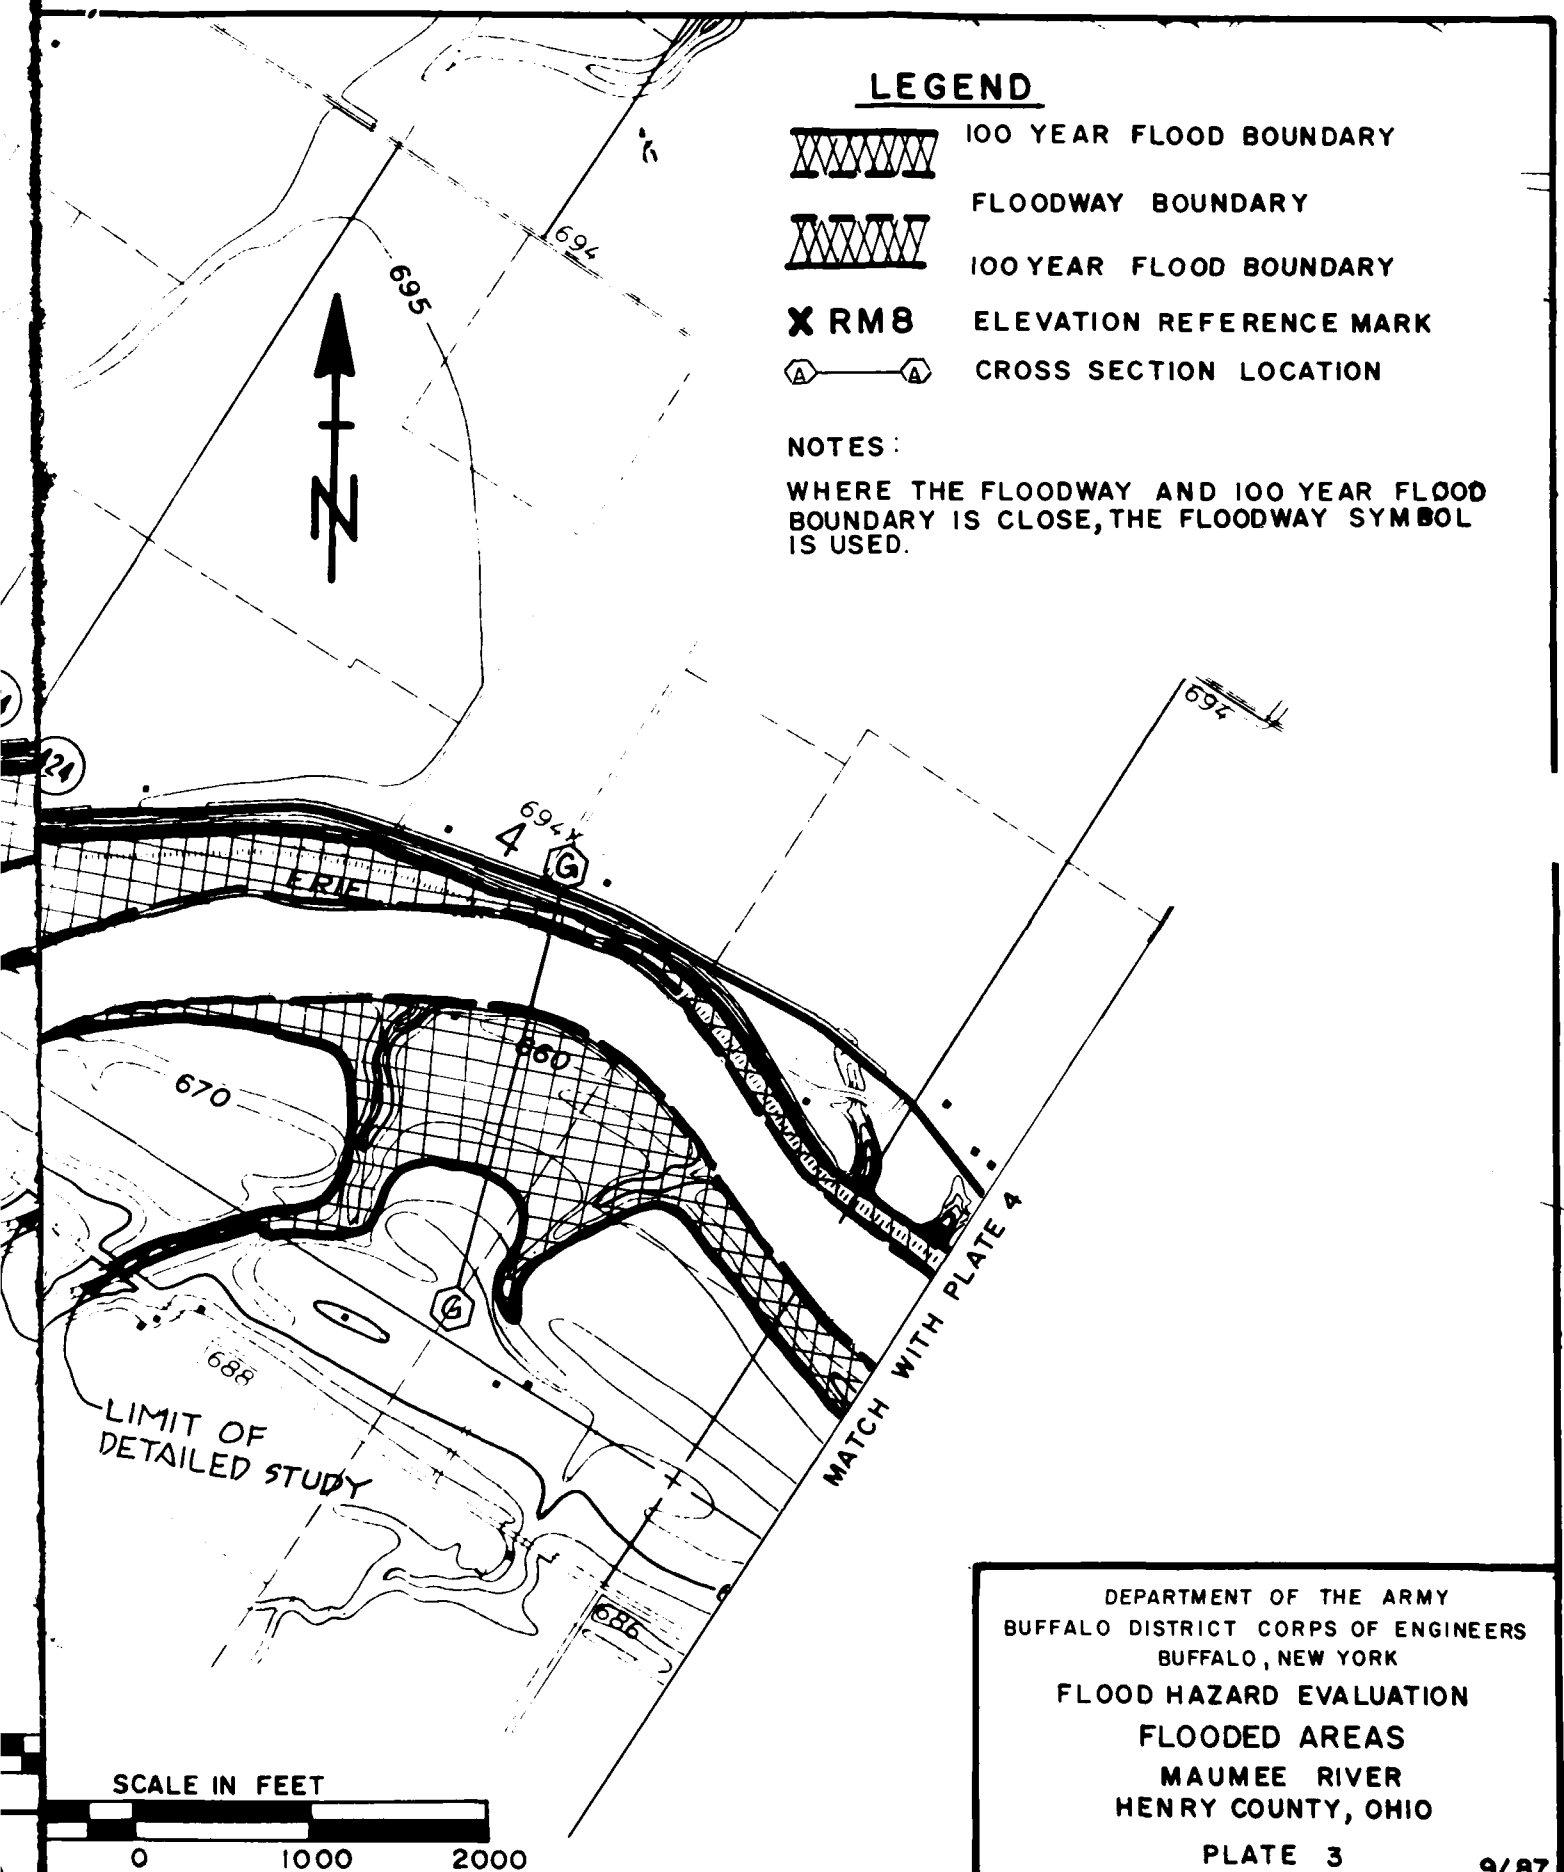 LEGEND
100 YEAR FLOOD BOUNDARY
FLOODWAY BOUNDARY
100 YEAR FLOOD BOUNDARY
X RM8 ELEVATION REFERENCE MARK
A A CROSS SECTION LOCATION
NOTES:
WHERE THE FLOODWAY AND 100 YEAR FLOOD
BOUNDARY IS CLOSE, THE FLOODWAY SYMBOL
IS USED.
694
695
N
694
424
694x
4
G
ERIE
660
670
G
688
LIMIT OF
DETAILED STUDY
MATCH WITH PLATE 4
686
SCALE IN FEET
0 1000 2000
DEPARTMENT OF THE ARMY
BUFFALO DISTRICT CORPS OF ENGINEERS
BUFFALO, NEW YORK
FLOOD HAZARD EVALUATION
FLOODED AREAS
MAUMEE RIVER
HENRY COUNTY, OHIO
PLATE 3
9/87